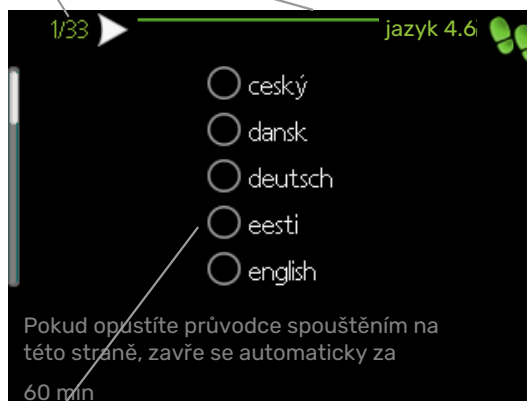 1/33
jazyk 4.6
ceský
dansk
deutsch
eesti
english
Pokud opustíte průvodce spouštěním na
této straně, zavře se automaticky za
60 min